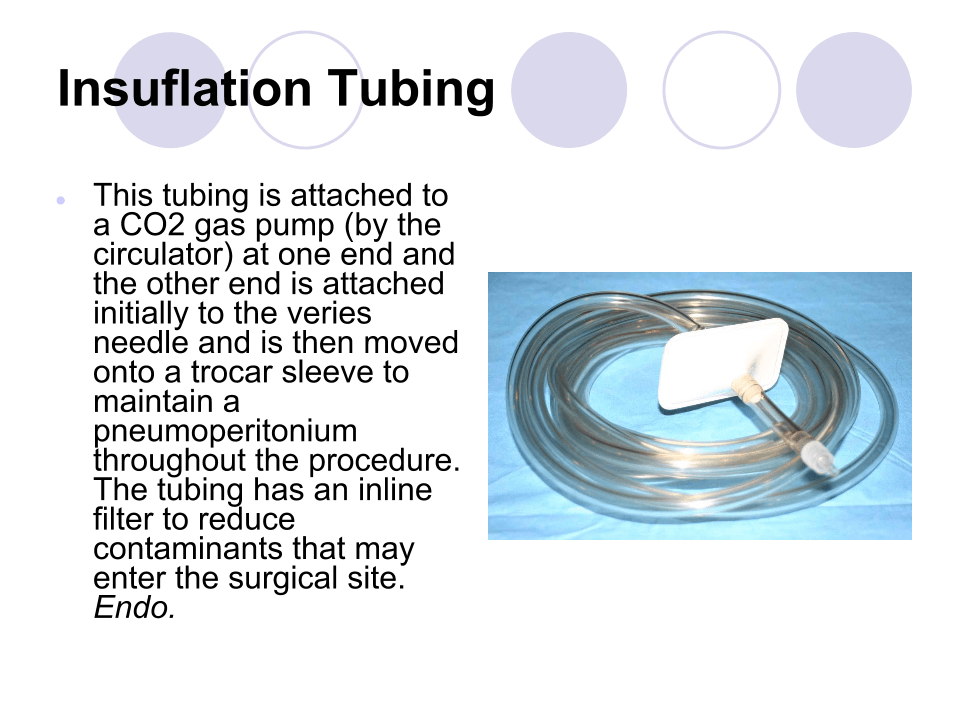 Insuflation Tubing
This tubing is attached to
a CO2 gas pump (by the
circulator) at one end and
the other end is attached
initially to the veries
needle and is then moved
onto a trocar sleeve to
maintain a
pneumoperitonium
throughout the procedure.
The tubing has an inline
filter to reduce
contaminants that may
enter the surgical site.
Endo.